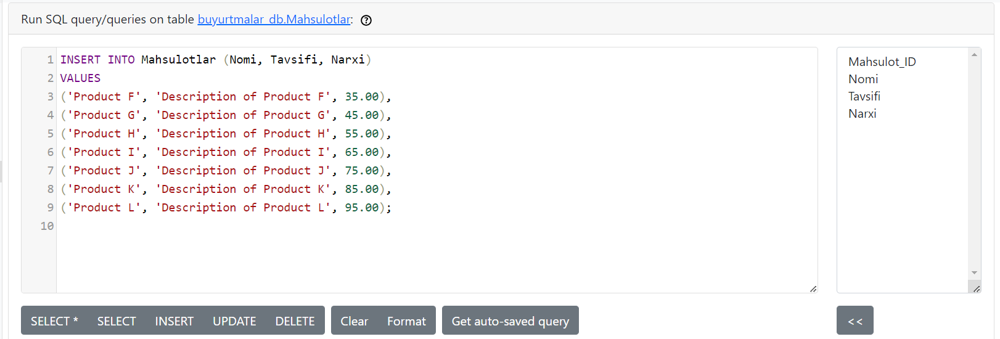 Run SQL query/queries on table buyurtmalar_db.Mahsulotlar:
1 INSERT INTO Mahsulotlar (Nomi, Tavsifi, Narxi)
2 VALUES
3 ('Product F', 'Description of Product F', 35.00),
4 ('Product G', 'Description of Product G', 45.00),
5 ('Product H', 'Description of Product H', 55.00),
6 ('Product I', 'Description of Product I', 65.00),
7 ('Product J', 'Description of Product J', 75.00),
8 ('Product K', 'Description of Product K', 85.00),
9 ('Product L', 'Description of Product L', 95.00);
10
Mahsulot_ID
Nomi
Tavsifi
Narxi
SELECT * SELECT INSERT UPDATE DELETE Clear Format Get auto-saved query <<